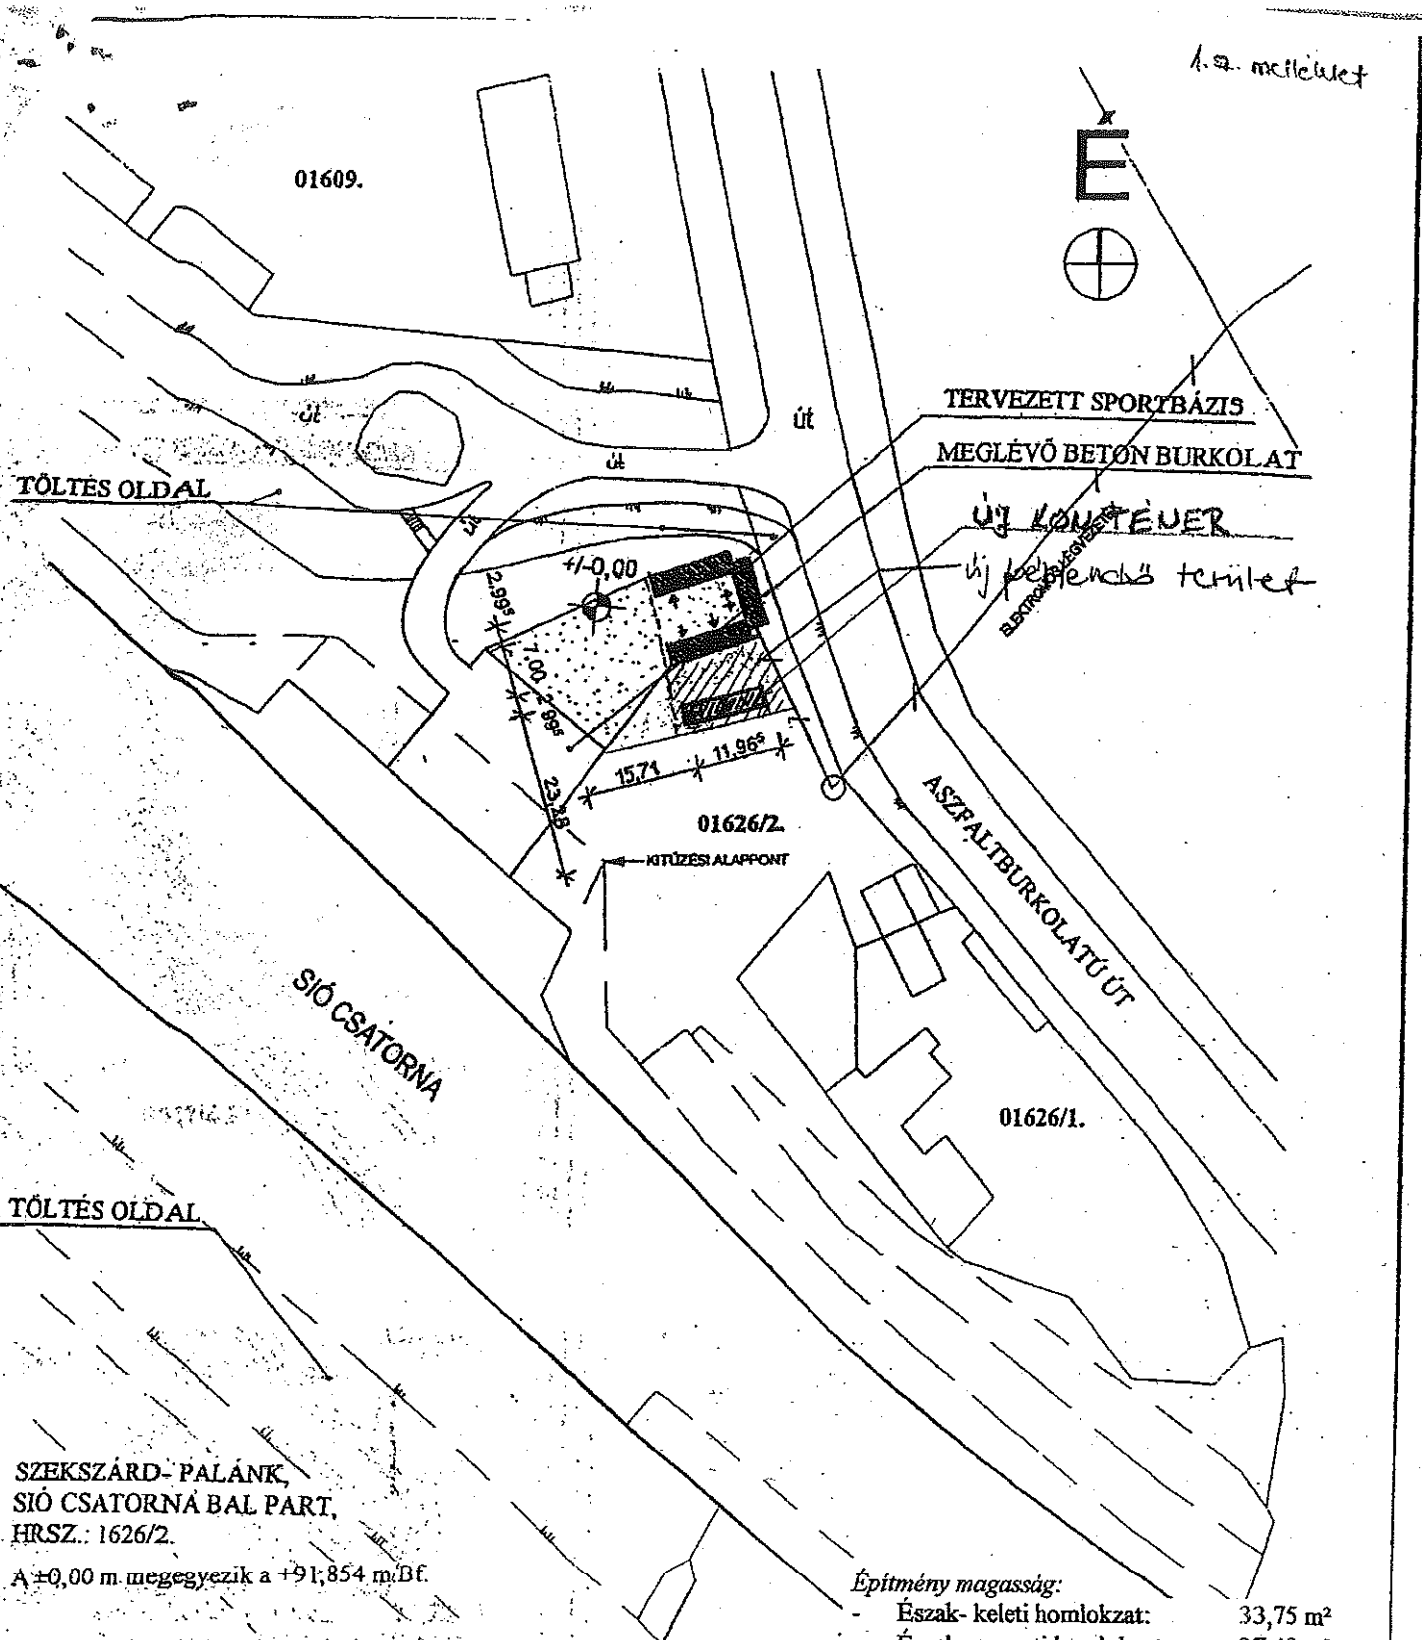 1. sz. melléklet
É
01609.
TERVEZETT SPORTBÁZIS
MEGLÉVŐ BETON BURKOLAT
út
út
út
út
TÖLTÉS OLDAL
ÚJ KONTÉNER
új terület
+/-0,00
2.99⁵
7.00
2.99⁵
23,28
15,71
11,96⁵
01626/2.
KITŰZÉSI ALAPPONT
ASZFALTBURKOLATÚ ÚT
SIÓ CSATORNA
01626/1.
TÖLTÉS OLDAL
SZEKSZÁRD- PALÁNK,
SIÓ CSATORNA BAL PART,
HRSZ.: 1626/2.
A ±0,00 m megegyezik a +91,854 m.Bf.
Építmény magasság:
- Észak- keleti homlokzat: 33,75 m²